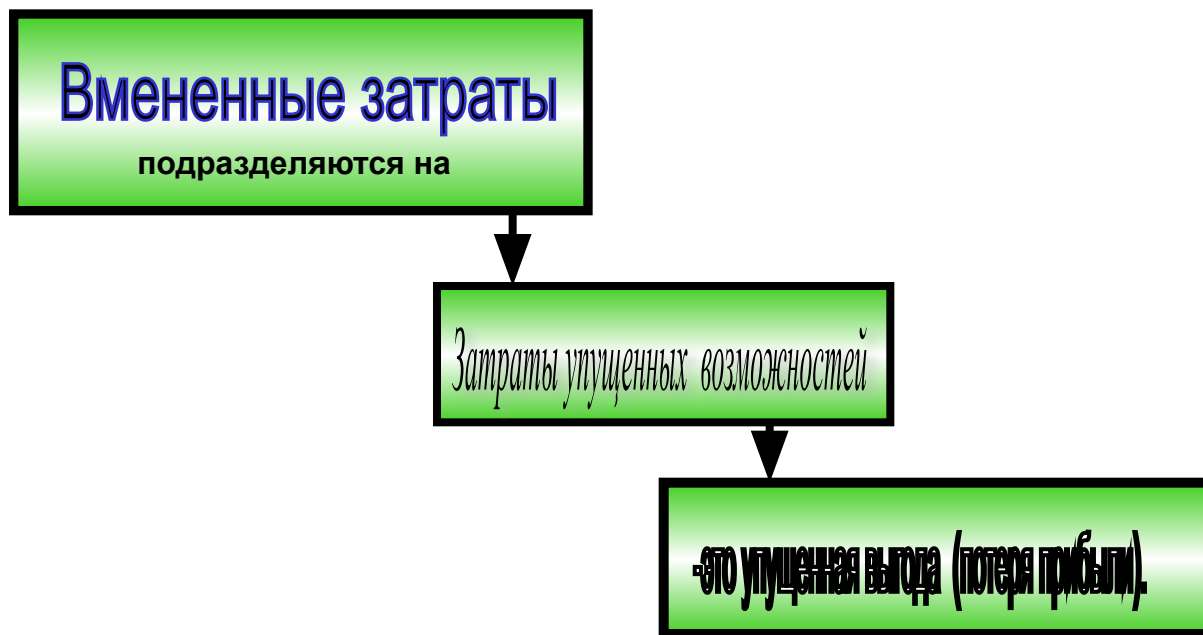 Вмененные затраты
подразделяются на
Затраты упущенных возможностей
-это упущенная выгода (потеря прибыли).